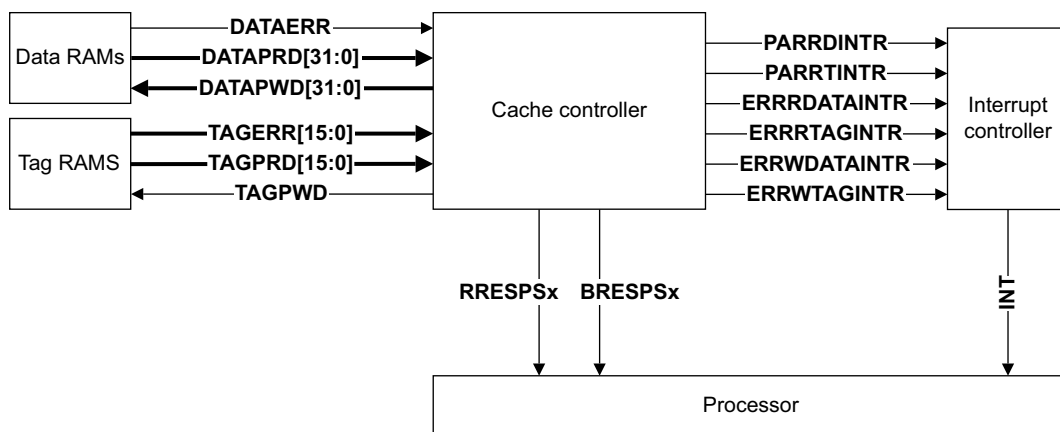 DATAERR
Data RAMs
DATAPRD[31:0]
DATAPWD[31:0]
TAGERR[15:0]
Tag RAMS
TAGPRD[15:0]
TAGPWD
Cache controller
PARRDINTR
PARRTINTR
ERRRDATAINTR
ERRRTAGINTR
ERRWDATAINTR
ERRWTAGINTR
Interrupt
controller
RRESPSx
BRESPSx
INT
Processor